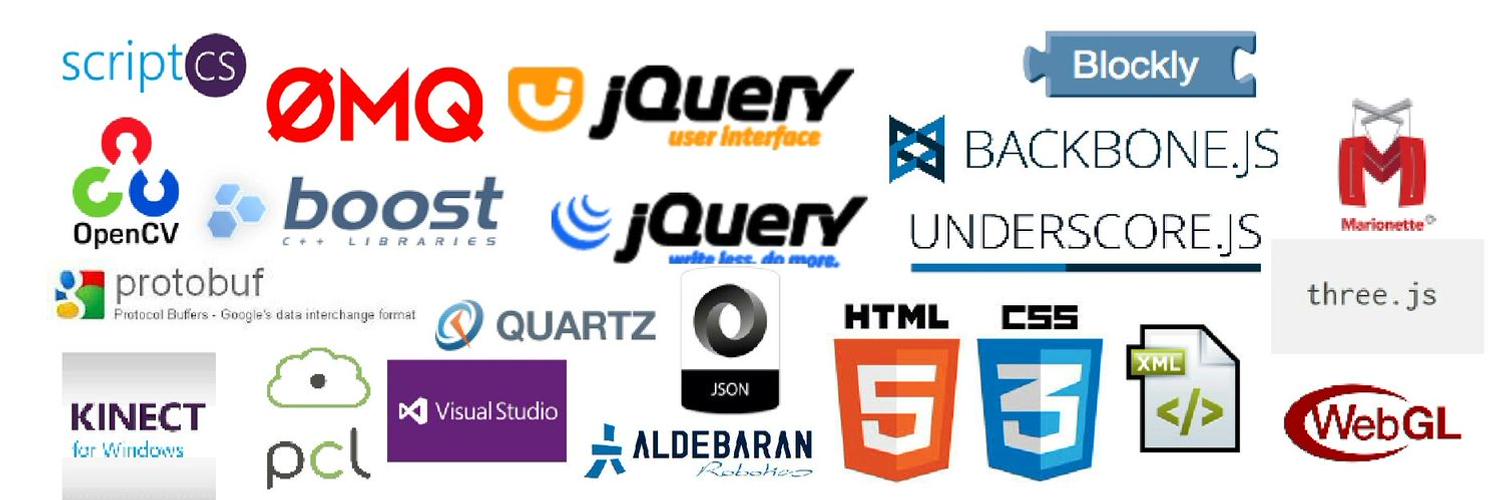 scriptcs
ØMQ
jQuery
user interface
Blockly
BACKBONE.JS
Marionette
OpenCV
boost
C++ LIBRARIES
jQuery
write less. do more.
UNDERSCORE.JS
protobuf
Protocol Buffers - Google's data interchange format
QUARTZ
JSON
HTML
5
CSS
3
XML
</>
three.js
KINECT
for Windows
pcl
Visual Studio
ALDEBARAN
Robotics
WebGL